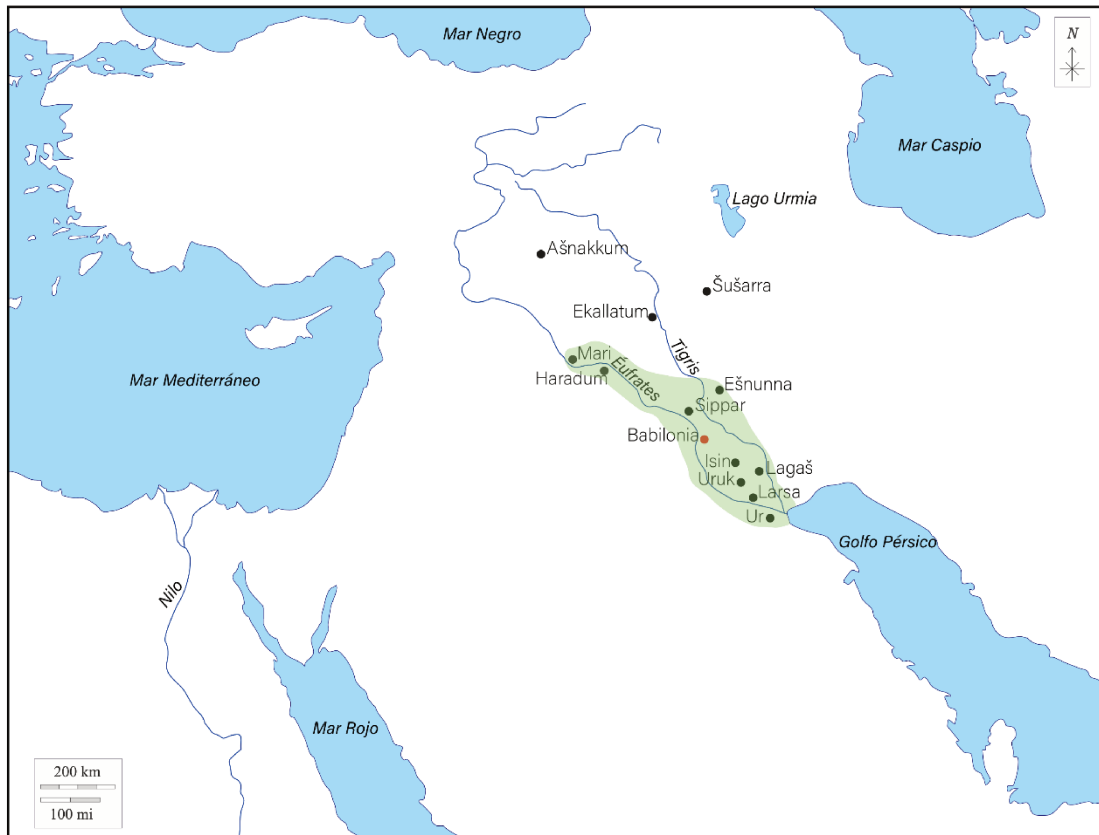 Mar Negro
N
Mar Caspio
Lago Urmia
Ašnakkum
Šušarra
Ekallatum
Tigris
Mari
Éufrates
Haradum
Ešnunna
Mar Mediterráneo
Sippar
Babilonia
Isin
Lagaš
Uruk
Larsa
Ur
Golfo Pérsico
Nilo
Mar Rojo
200 km
100 mi